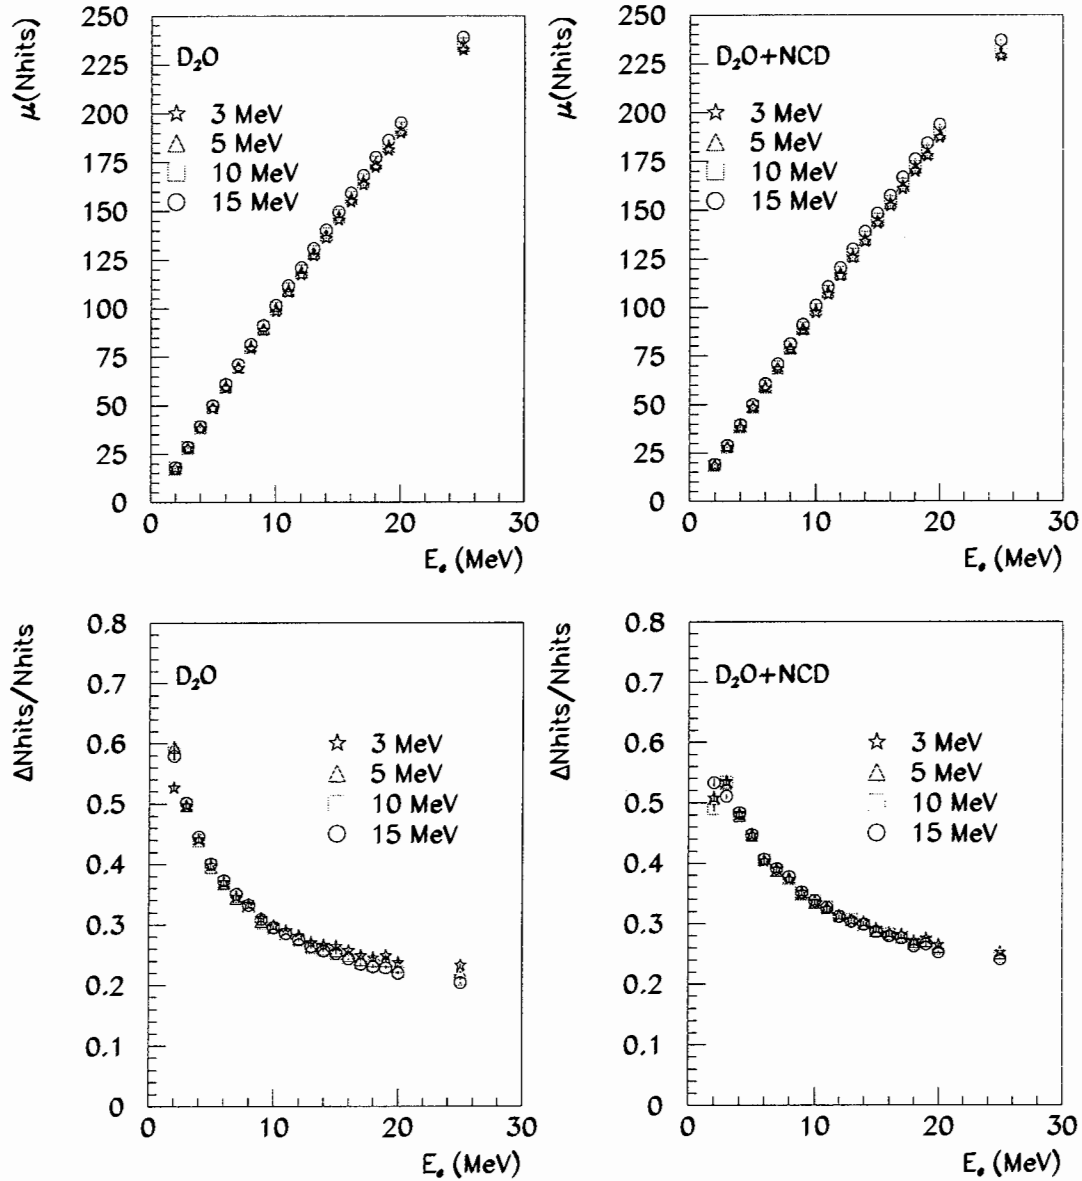 μ(Nhits)
250
225
200
175
150
125
100
75
50
25
0
D₂O
3 MeV
5 MeV
10 MeV
15 MeV
0
10
20
30
Eₑ (MeV)
μ(Nhits)
250
225
200
175
150
125
100
75
50
25
0
D₂O+NCD
3 MeV
5 MeV
10 MeV
15 MeV
0
10
20
30
Eₑ (MeV)
ΔNhits/Nhits
0.8
0.7
0.6
0.5
0.4
0.3
0.2
0.1
0
D₂O
3 MeV
5 MeV
10 MeV
15 MeV
0
10
20
30
Eₑ (MeV)
ΔNhits/Nhits
0.8
0.7
0.6
0.5
0.4
0.3
0.2
0.1
0
D₂O+NCD
3 MeV
5 MeV
10 MeV
15 MeV
0
10
20
30
Eₑ (MeV)